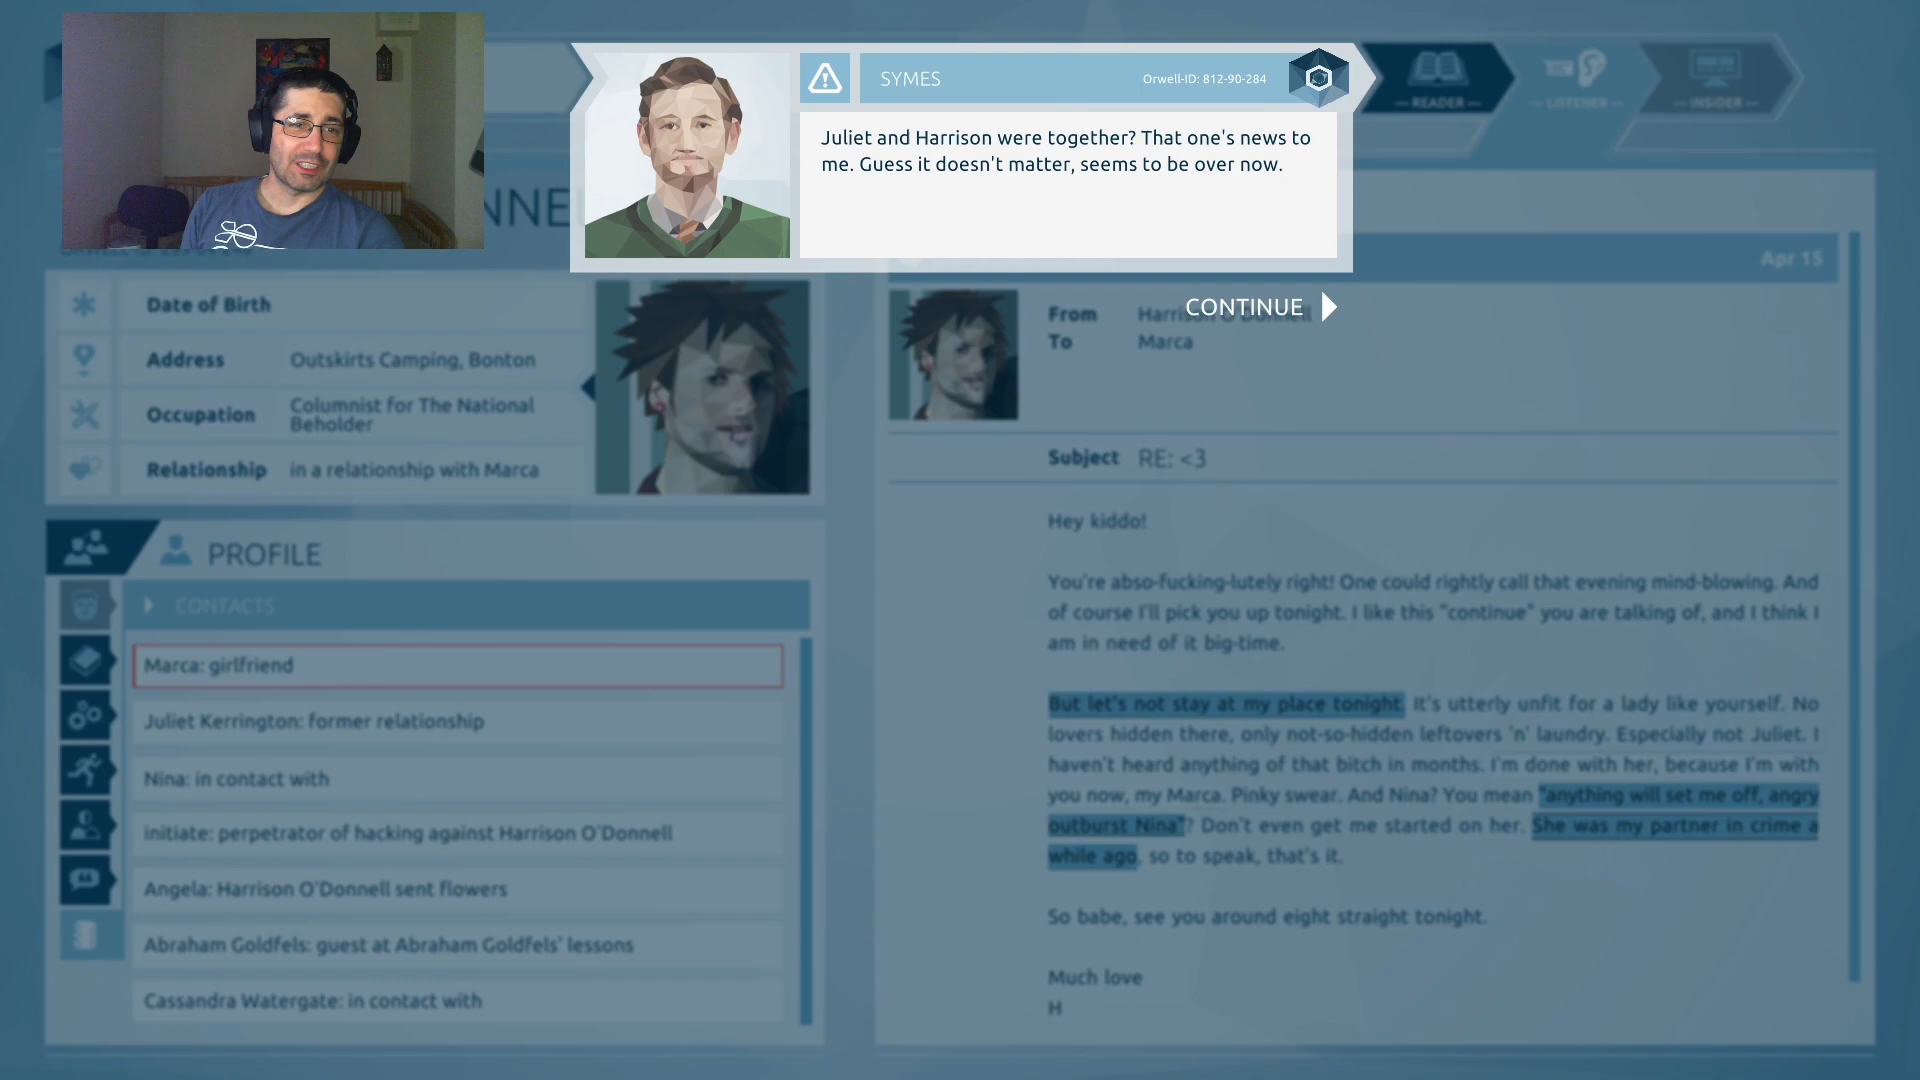 SYMES
Orwell-ID: 812-90-284
Juliet and Harrison were together? That one's news to
me. Guess it doesn't matter, seems to be over now.
CONTINUE
READER
LISTENER
INSIDER
NNE
Date of Birth
Address
Outskirts Camping, Bonton
Occupation
Columnist for The National
Beholder
Relationship
in a relationship with Marca
PROFILE
CONTACTS
Marca: girlfriend
Juliet Kerrington: former relationship
Nina: in contact with
initiate: perpetrator of hacking against Harrison O'Donnell
Angela: Harrison O'Donnell sent flowers
Abraham Goldfels: guest at Abraham Goldfels' lessons
Cassandra Watergate: in contact with
Apr 15
From
Harrison O'Donnell
To
Marca
Subject
RE: <3
Hey kiddo!
You're abso-fucking-lutely right! One could rightly call that evening mind-blowing. And
of course I'll pick you up tonight. I like this "continue" you are talking of, and I think I
am in need of it big-time.
But let's not stay at my place tonight. It's utterly unfit for a lady like yourself. No
lovers hidden there, only not-so-hidden leftovers 'n' laundry. Especially not Juliet. I
haven't heard anything of that bitch in months. I'm done with her, because I'm with
you now, my Marca. Pinky swear. And Nina? You mean "anything will set me off, angry
outburst Nina"? Don't even get me started on her. She was my partner in crime a
while ago, so to speak, that's it.
So babe, see you around eight straight tonight.
Much love
H